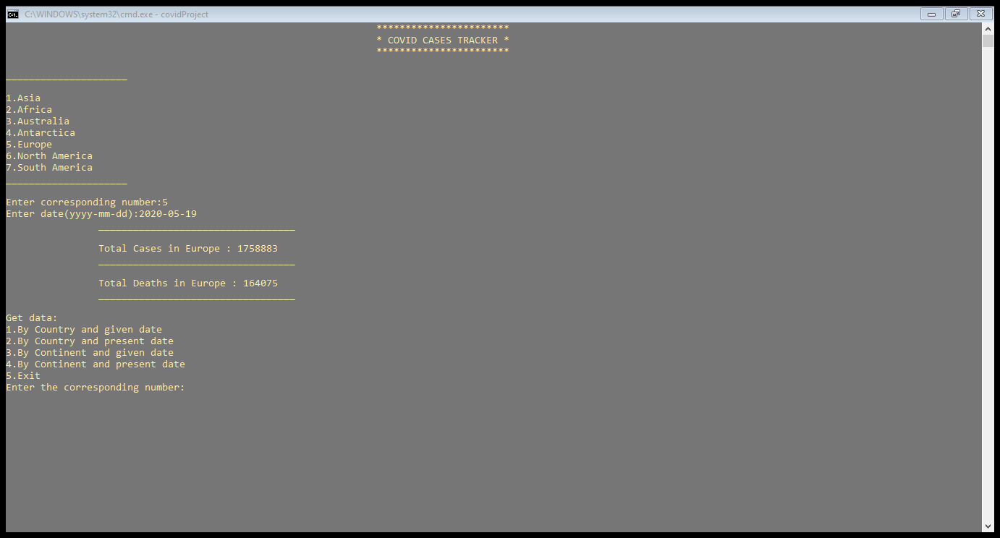 C:\WINDOWS\system32\cmd.exe - covidProject
***********************
* COVID CASES TRACKER *
***********************
_____________________
1.Asia
2.Africa
3.Australia
4.Antarctica
5.Europe
6.North America
7.South America
_____________________
Enter corresponding number:5
Enter date(yyyy-mm-dd):2020-05-19
__________________________________
Total Cases in Europe : 1758883
__________________________________
Total Deaths in Europe : 164075
__________________________________
Get data:
1.By Country and given date
2.By Country and present date
3.By Continent and given date
4.By Continent and present date
5.Exit
Enter the corresponding number: